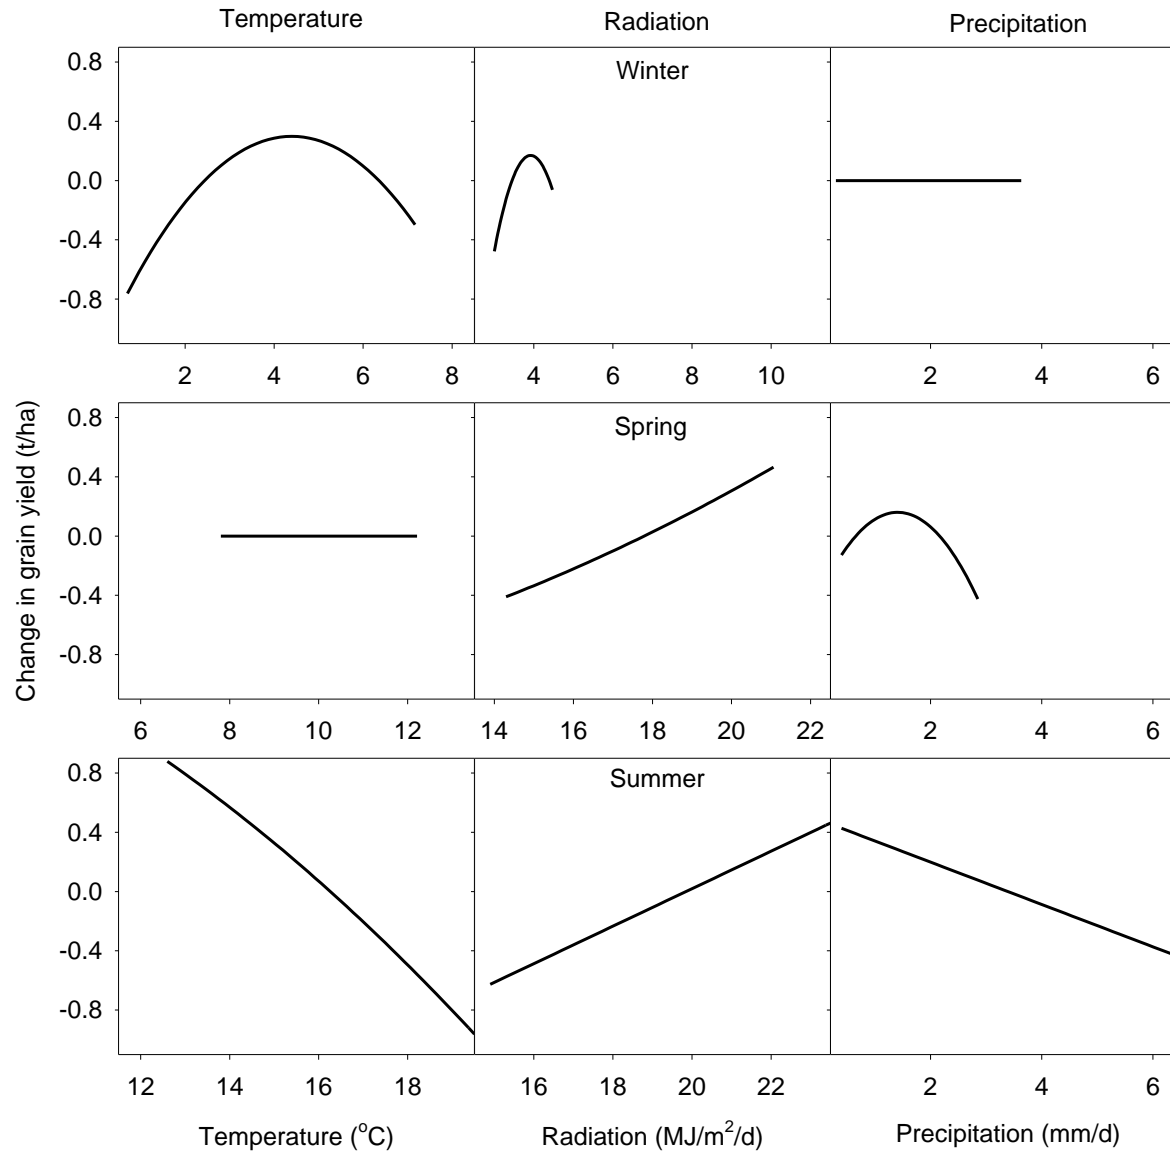 Temperature Radiation Precipitation
Winter
0.8
0.4
0.0
-0.4
-0.8
2 4 6 8 4 6 8 10 2 4 6
Spring
0.8
0.4
0.0
-0.4
-0.8
6 8 10 12 14 16 18 20 22 2 4 6
Change in grain yield (t/ha)
Summer
0.8
0.4
0.0
-0.4
-0.8
12 14 16 18 16 18 20 22 2 4 6
Temperature (°C) Radiation (MJ/m²/d) Precipitation (mm/d)